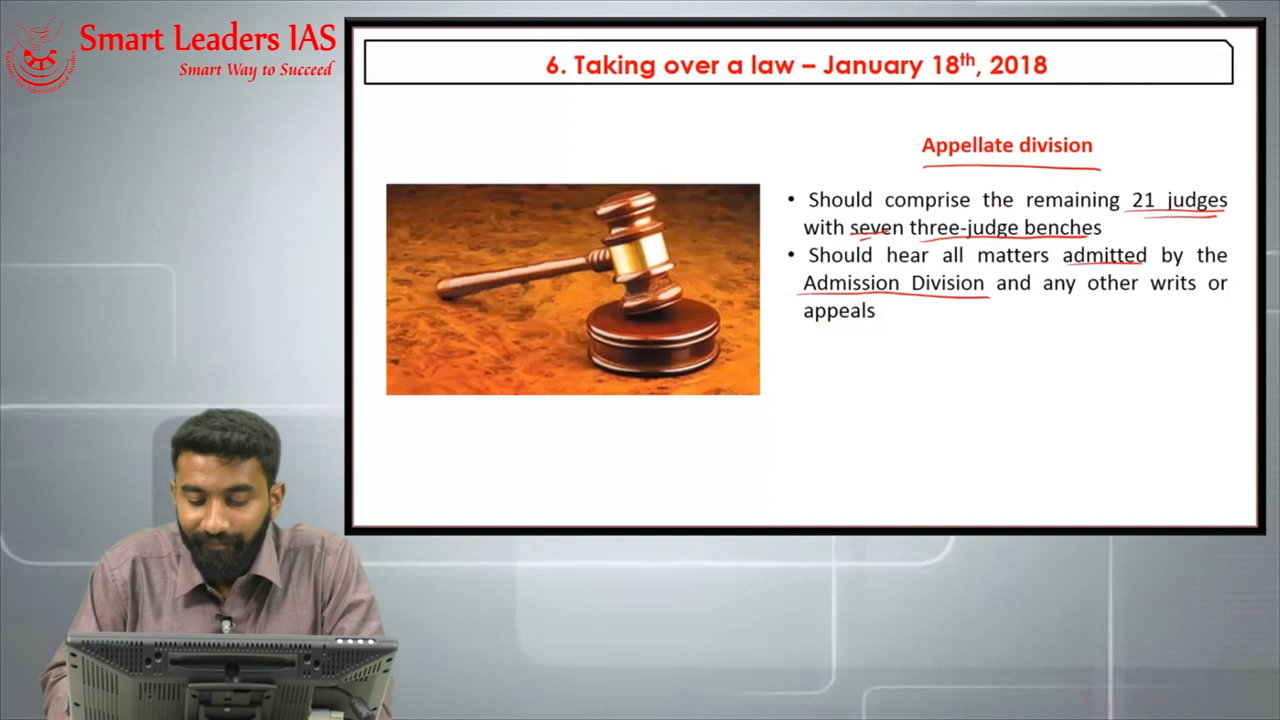 Smart Leaders IAS
Smart Way to Succeed
6. Taking over a law – January 18th, 2018
Appellate division
• Should comprise the remaining 21 judges
with seven three-judge benches
• Should hear all matters admitted by the
Admission Division and any other writs or
appeals